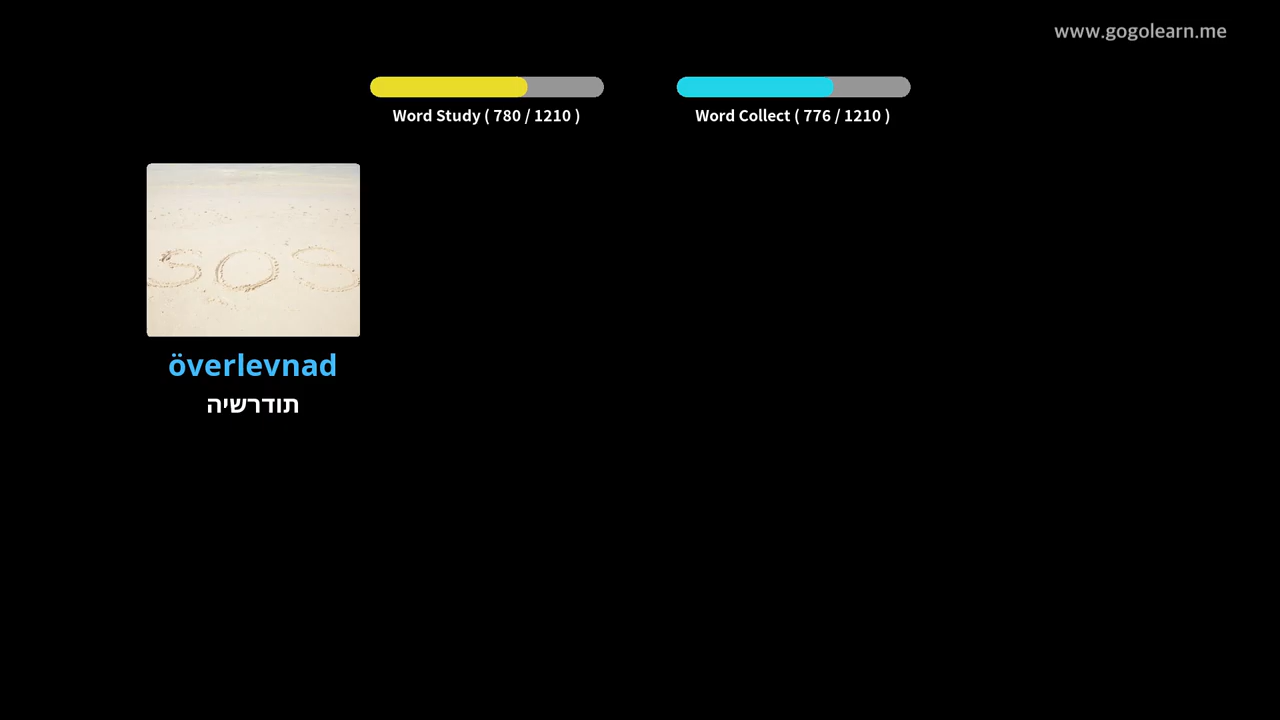 www.gogolearn.me
Word Study ( 780 / 1210 )
Word Collect ( 776 / 1210 )
SOS
överlevnad
תודרשיה